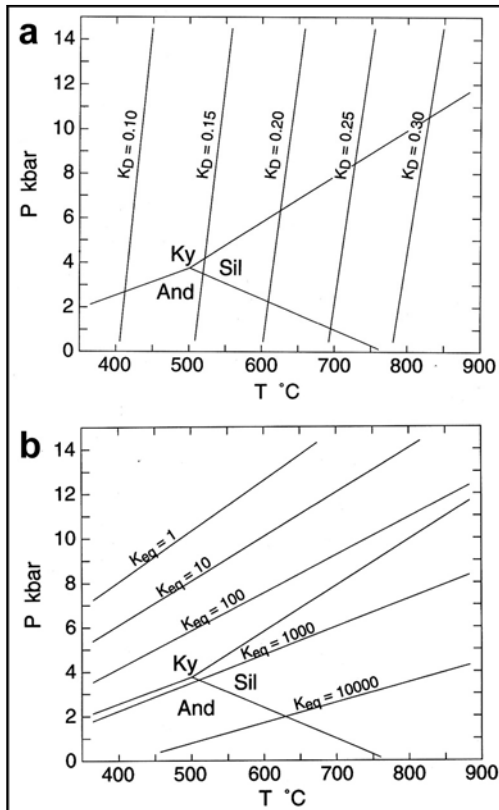 a
14
12
10
8
6
4
2
0
P kbar
K_D = 0.10
K_D = 0.15
K_D = 0.20
K_D = 0.25
K_D = 0.30
Ky
Sil
And
400 500 600 700 800 900
T °C
b
14
12
10
8
6
4
2
0
P kbar
K_eq = 1
K_eq = 10
K_eq = 100
K_eq = 1000
K_eq = 10000
Ky
Sil
And
400 500 600 700 800 900
T °C